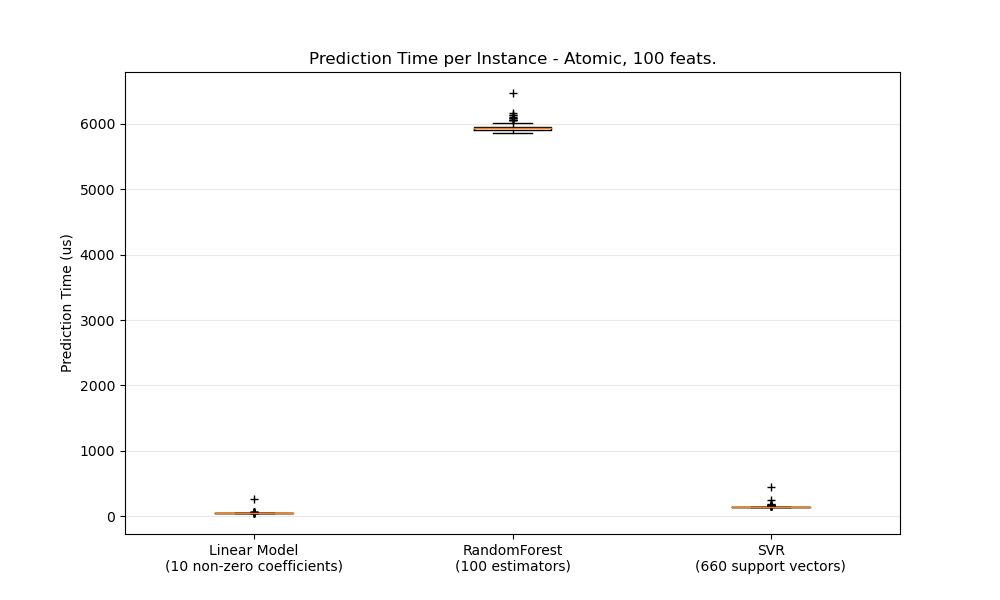 Prediction Time per Instance - Atomic, 100 feats.
Prediction Time (us)
6000
5000
4000
3000
2000
1000
0
Linear Model
(10 non-zero coefficients)
RandomForest
(100 estimators)
SVR
(660 support vectors)